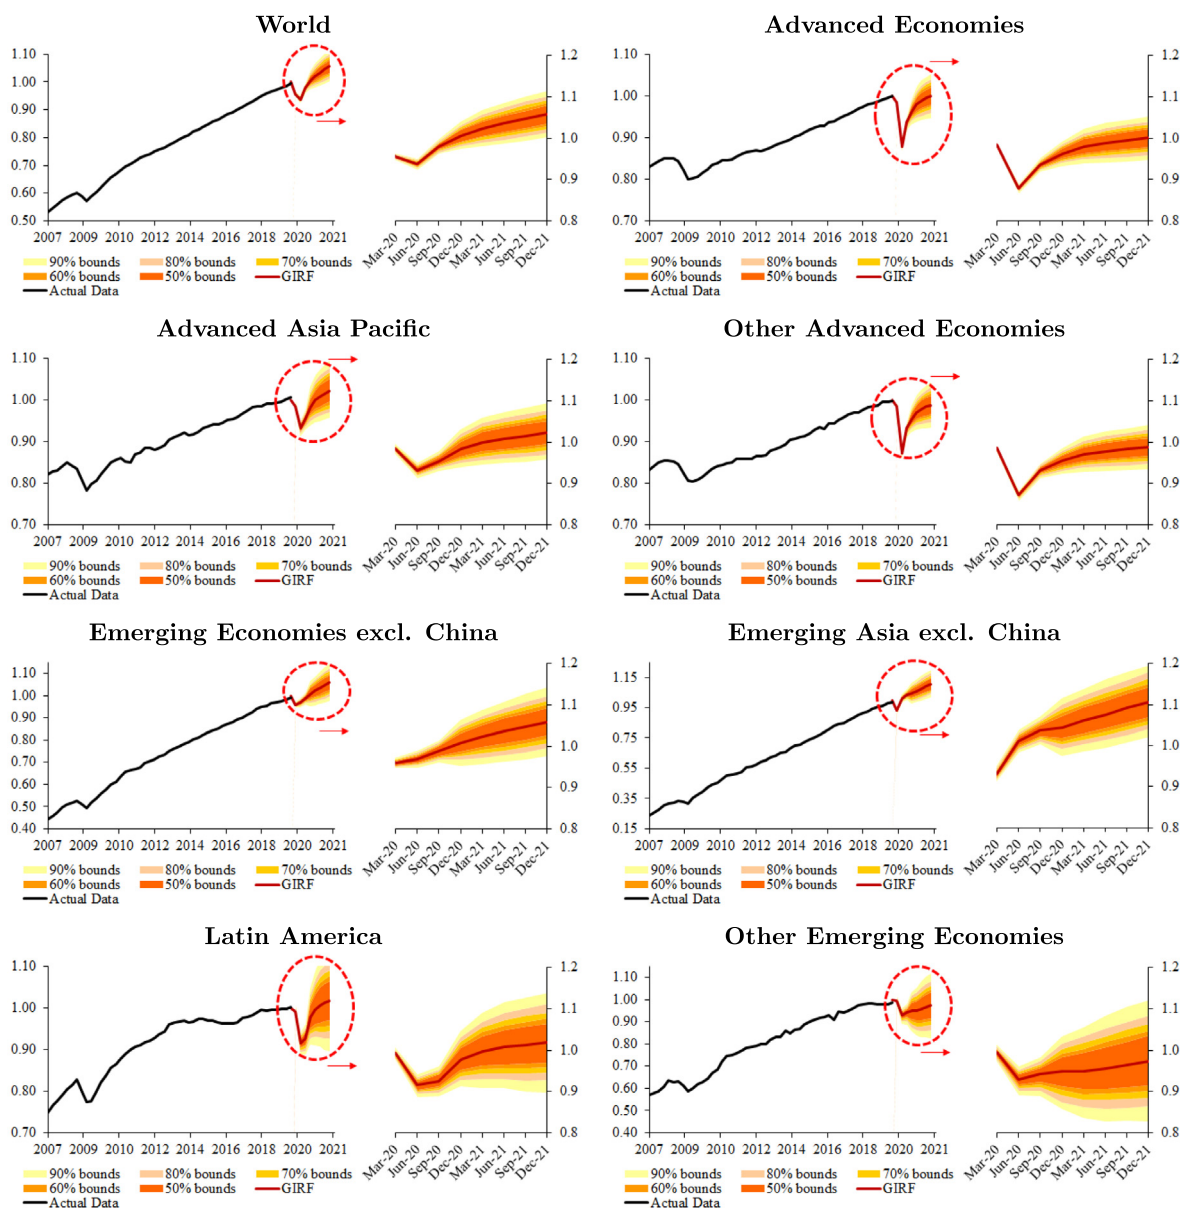 World
1.10
1.00
0.90
0.80
0.70
0.60
0.50
2007 2009 2010 2012 2013 2015 2016 2018 2020 2021
1.2
1.1
1.0
0.9
0.8
Mar-20 Jun-20 Sep-20 Dec-20 Mar-21 Jun-21 Sep-21 Dec-21
90% bounds 80% bounds 70% bounds
60% bounds 50% bounds GIRF
Actual Data
Advanced Economies
1.10
1.00
0.90
0.80
0.70
2007 2009 2010 2012 2013 2015 2016 2018 2020 2021
1.2
1.1
1.0
0.9
0.8
Mar-20 Jun-20 Sep-20 Dec-20 Mar-21 Jun-21 Sep-21 Dec-21
90% bounds 80% bounds 70% bounds
60% bounds 50% bounds GIRF
Actual Data
Advanced Asia Pacific
1.10
1.00
0.90
0.80
0.70
2007 2009 2010 2012 2013 2015 2016 2018 2019 2021
1.2
1.1
1.0
0.9
0.8
Mar-20 Jun-20 Sep-20 Dec-20 Mar-21 Jun-21 Sep-21 Dec-21
90% bounds 80% bounds 70% bounds
60% bounds 50% bounds GIRF
Actual Data
Other Advanced Economies
1.10
1.00
0.90
0.80
0.70
2007 2009 2010 2012 2013 2015 2016 2018 2020 2021
1.2
1.1
1.0
0.9
0.8
Mar-20 Jun-20 Sep-20 Dec-20 Mar-21 Jun-21 Sep-21 Dec-21
90% bounds 80% bounds 70% bounds
60% bounds 50% bounds GIRF
Actual Data
Emerging Economies excl. China
1.10
1.00
0.90
0.80
0.70
0.60
0.50
0.40
2007 2009 2010 2012 2013 2015 2016 2018 2020 2021
1.2
1.1
1.0
0.9
0.8
Mar-20 Jun-20 Sep-20 Dec-20 Mar-21 Jun-21 Sep-21 Dec-21
90% bounds 80% bounds 70% bounds
60% bounds 50% bounds GIRF
Actual Data
Emerging Asia excl. China
1.15
0.95
0.75
0.55
0.35
0.15
2007 2009 2010 2012 2013 2015 2016 2018 2020 2021
1.2
1.1
1.0
0.9
0.8
Mar-20 Jun-20 Sep-20 Dec-20 Mar-21 Jun-21 Sep-21 Dec-21
90% bounds 80% bounds 70% bounds
60% bounds 50% bounds GIRF
Actual Data
Latin America
1.10
1.00
0.90
0.80
0.70
2007 2009 2010 2012 2013 2015 2016 2018 2020 2021
1.2
1.1
1.0
0.9
0.8
Mar-20 Jun-20 Sep-20 Dec-20 Mar-21 Jun-21 Sep-21 Dec-21
90% bounds 80% bounds 70% bounds
60% bounds 50% bounds GIRF
Actual Data
Other Emerging Economies
1.10
1.00
0.90
0.80
0.70
0.60
0.50
0.40
2007 2009 2010 2012 2013 2015 2016 2018 2020 2021
1.2
1.1
1.0
0.9
0.8
Mar-20 Jun-20 Sep-20 Dec-20 Mar-21 Jun-21 Sep-21 Dec-21
90% bounds 80% bounds 70% bounds
60% bounds 50% bounds GIRF
Actual Data